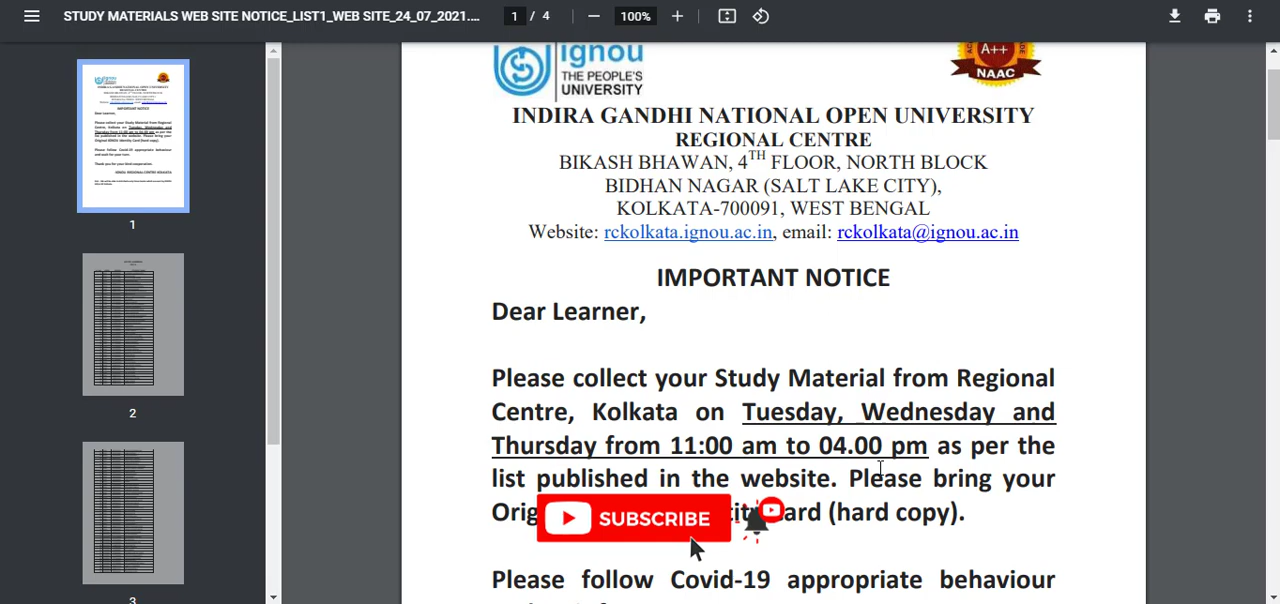 STUDY MATERIALS WEB SITE NOTICE_LIST1_WEB SITE_24_07_2021.... 1 / 4 100%
ignou
THE PEOPLE'S
UNIVERSITY
A++
NAAC
INDIRA GANDHI NATIONAL OPEN UNIVERSITY
REGIONAL CENTRE
BIKASH BHAWAN, 4TH FLOOR, NORTH BLOCK
BIDHAN NAGAR (SALT LAKE CITY),
KOLKATA-700091, WEST BENGAL
Website: rckolkata.ignou.ac.in, email: rckolkata@ignou.ac.in
IMPORTANT NOTICE
Dear Learner,
Please collect your Study Material from Regional
Centre, Kolkata on Tuesday, Wednesday and
Thursday from 11:00 am to 04.00 pm as per the
list published in the website. Please bring your
(hard copy).
SUBSCRIBE
Please follow Covid-19 appropriate behaviour
1
2
3